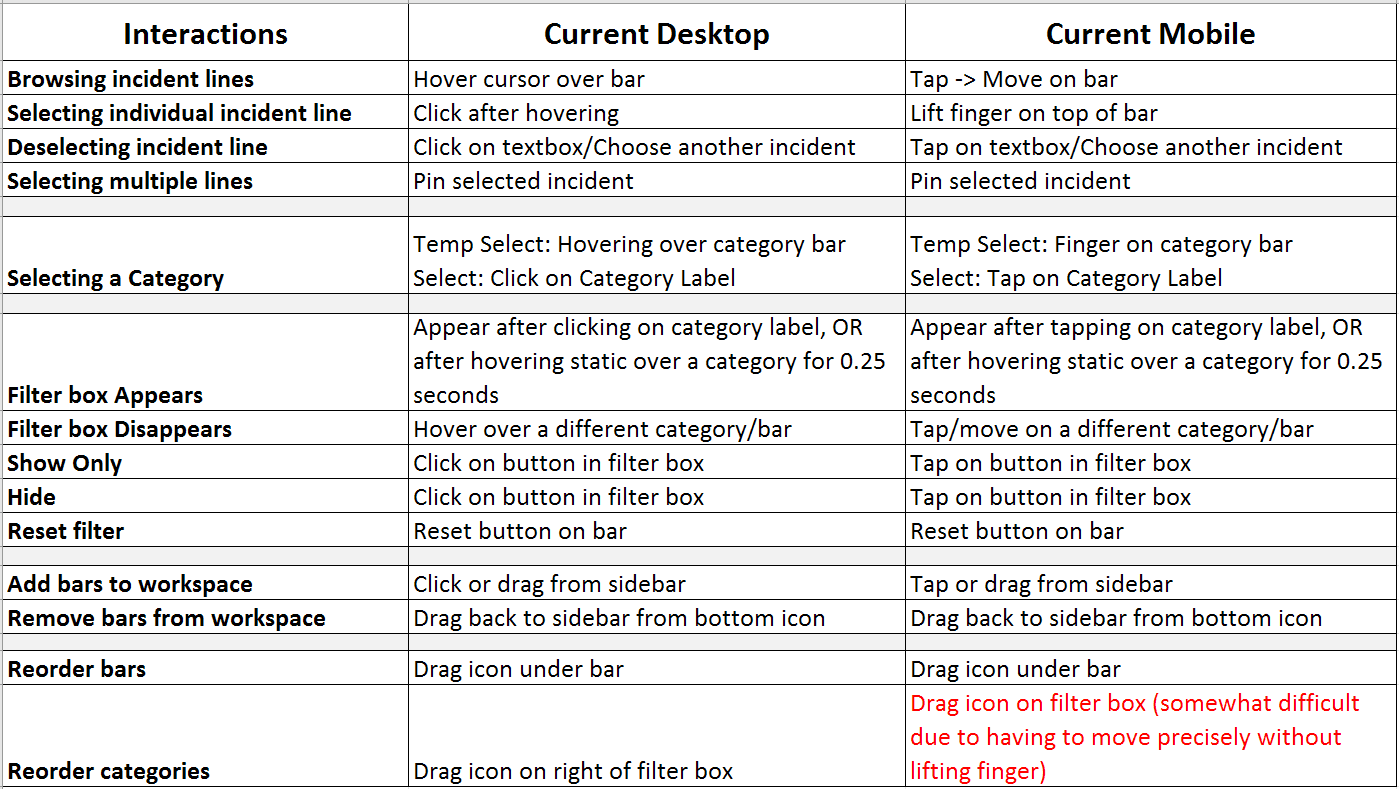 Interactions Current Desktop Current Mobile
Browsing incident lines Hover cursor over bar Tap -> Move on bar
Selecting individual incident line Click after hovering Lift finger on top of bar
Deselecting incident line Click on textbox/Choose another incident Tap on textbox/Choose another incident
Selecting multiple lines Pin selected incident Pin selected incident
Temp Select: Hovering over category bar Temp Select: Finger on category bar
Selecting a Category Select: Click on Category Label Select: Tap on Category Label
Appear after clicking on category label, OR Appear after tapping on category label, OR
after hovering static over a category for 0.25 after hovering static over a category for 0.25
Filter box Appears seconds seconds
Filter box Disappears Hover over a different category/bar Tap/move on a different category/bar
Show Only Click on button in filter box Tap on button in filter box
Hide Click on button in filter box Tap on button in filter box
Reset filter Reset button on bar Reset button on bar
Add bars to workspace Click or drag from sidebar Tap or drag from sidebar
Remove bars from workspace Drag back to sidebar from bottom icon Drag back to sidebar from bottom icon
Reorder bars Drag icon under bar Drag icon under bar
Drag icon on filter box (somewhat difficult
due to having to move precisely without
Reorder categories Drag icon on right of filter box lifting finger)